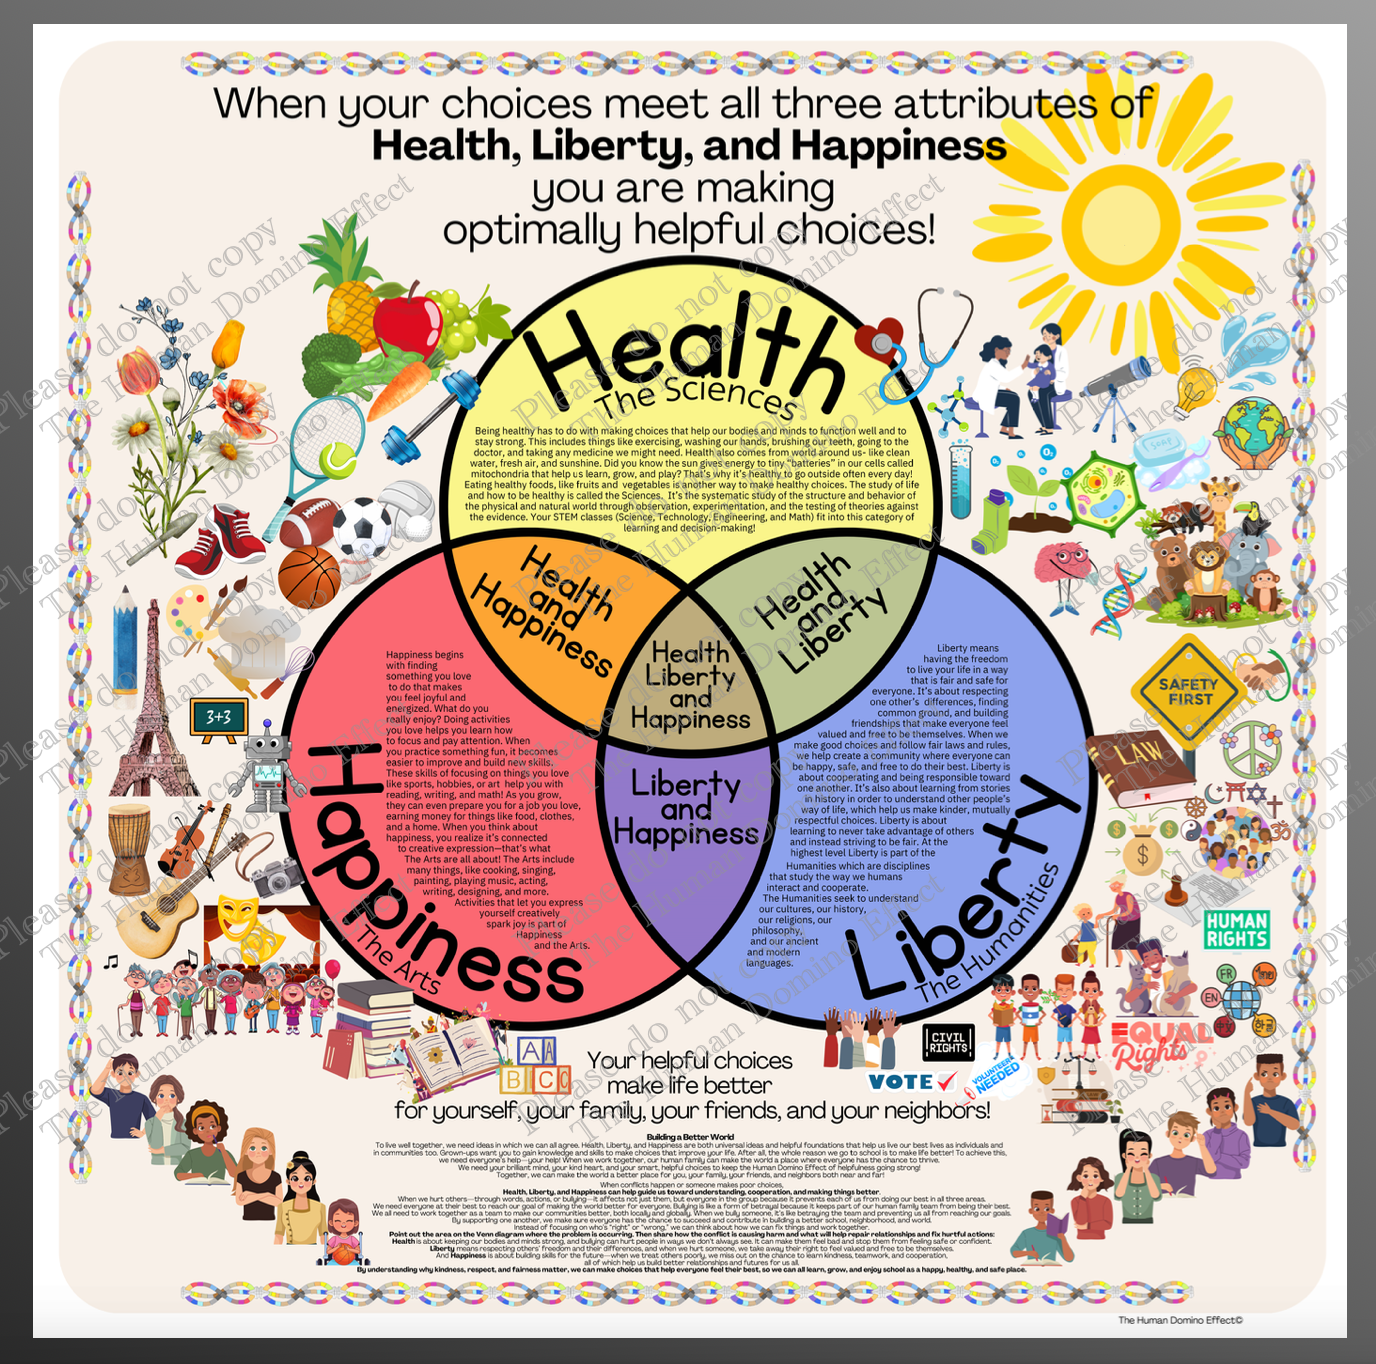 When your choices meet all three attributes of
Health, Liberty, and Happiness
you are making
optimally helpful choices!
Health
The Sciences
Being healthy has to do with making choices that help our bodies and minds to function well and to
stay strong. This includes things like exercising, washing our hands, brushing our teeth, going to the
doctor, and taking any medicine we might need. Health also comes from world around us- like clean
water, fresh air, and sunshine. Did you know the sun gives energy to tiny "batteries" in our cells called
mitochondria that help us learn, grow, and play? That's why it's healthy to go outside often every day!
Eating healthy foods, like fruits and vegetables is another way to make healthy choices. The study of life
and how to be healthy is called the Sciences. It's the systematic study of the structure and behavior of
the physical and natural world through observation, experimentation, and the testing of theories against
the evidence. Your STEM classes (Science, Technology, Engineering, and Math) fit into this category of
learning and decision-making!
Health
and
Happiness
Health
and
Liberty
Health
Liberty
and
Happiness
Liberty
and
Happiness
Happiness
The Arts
Happiness begins
with finding
something you love
to do that makes
you feel joyful and
energized. What do you
really enjoy? Doing activities
you love helps you learn how
to focus and pay attention. When
you practice something fun, it becomes
easier to improve and build new skills.
These skills of focusing on things you love
like sports, hobbies, or art help you with
reading, writing, and math! As you grow,
they can even prepare you for a job you love,
earning money for things like food, clothes,
and a home. When you think about
happiness, you realize it's connected
to creative expression—that's what
The Arts are all about! The Arts include
many things, like cooking, singing,
painting, playing music, acting,
writing, designing, and more.
Activities that let you express
yourself creatively
spark joy is part of
Happiness
and the Arts.
Liberty
The Humanities
Liberty means
having the freedom
to live your life in a way
that is fair and safe for
everyone. It's about respecting
one other's differences, finding
common ground, and building
friendships that make everyone feel
valued and free to be themselves. When we
make good choices and follow fair laws and rules,
we help create a community where everyone can
be happy, safe, and free to do their best. Liberty is
about cooperating and being responsible toward
one another. It's also about learning from stories
in history in order to understand other people's
way of life, which help us make kinder, mutually
respectful choices. Liberty is about
learning to never take advantage of others
and instead striving to be fair. At the
highest level Liberty is part of the
Humanities which are disciplines
that study the way we humans
interact and cooperate.
The Humanities seek to understand
our cultures, our history,
our religions, our
philosophy,
and our ancient
and modern
languages.
3+3
SOAP
O₂
SAFETY
FIRST
LAW
$
HUMAN
RIGHTS
FR
EN
EQUAL
Rights
CIVIL
RIGHTS
VOTE
VOLUNTEERS
NEEDED
A
B
C
Your helpful choices
make life better
for yourself, your family, your friends, and your neighbors!
Building a Better World
To live well together, we need ideas in which we can all agree. Health, Liberty, and Happiness are both universal ideas and helpful foundations that help us live our best lives as individuals and
in communities too. Grown-ups want you to gain knowledge and skills to make choices that improve your life. After all, the whole reason we go to school is to make life better! To achieve this,
we need everyone's help—your help! When we work together, our human family can make the world a place where everyone has the chance to thrive.
We need your brilliant mind, your kind heart, and your smart, helpful choices to keep the Human Domino Effect of helpfulness going strong!
Together, we can make the world a better place for you, your family, your friends, and neighbors both near and far!
When conflicts happen or someone makes poor choices,
Health, Liberty, and Happiness can help guide us toward understanding, cooperation, and making things better.
When we hurt others—through words, actions, or bullying—it affects not just them, but everyone in the group because it prevents each of us from doing our best in all three areas.
We need everyone at their best to reach our goal of making the world better for everyone. Bullying is like a form of betrayal because it keeps part of our human family team from being their best.
We all need to work together as a team to make our communities better, both locally and globally. When we bully someone, it's like betraying the team and preventing us all from reaching our goals.
By supporting one another, we make sure everyone has the chance to succeed and contribute in building a better school, neighborhood, and world.
Instead of focusing on who's "right" or "wrong," we can think about how we can fix things and work together.
Point out the area on the Venn diagram where the problem is occurring. Then share how the conflict is causing harm and what will help repair relationships and fix hurtful actions:
Health is about keeping our bodies and minds strong, and bullying can hurt people in ways we don't always see. It can make them feel bad and stop them from feeling safe or confident.
Liberty means respecting others' freedom and their differences, and when we hurt someone, we take away their right to feel valued and free to be themselves.
And Happiness is about building skills for the future—when we treat others poorly, we miss out on the chance to learn kindness, teamwork, and cooperation,
all of which help us build better relationships and futures for us all.
By understanding why kindness, respect, and fairness matter, we can make choices that help everyone feel their best, so we can all learn, grow, and enjoy school as a happy, healthy, and safe place.
The Human Domino Effect©
Please do not copy
The Human Domino Effect